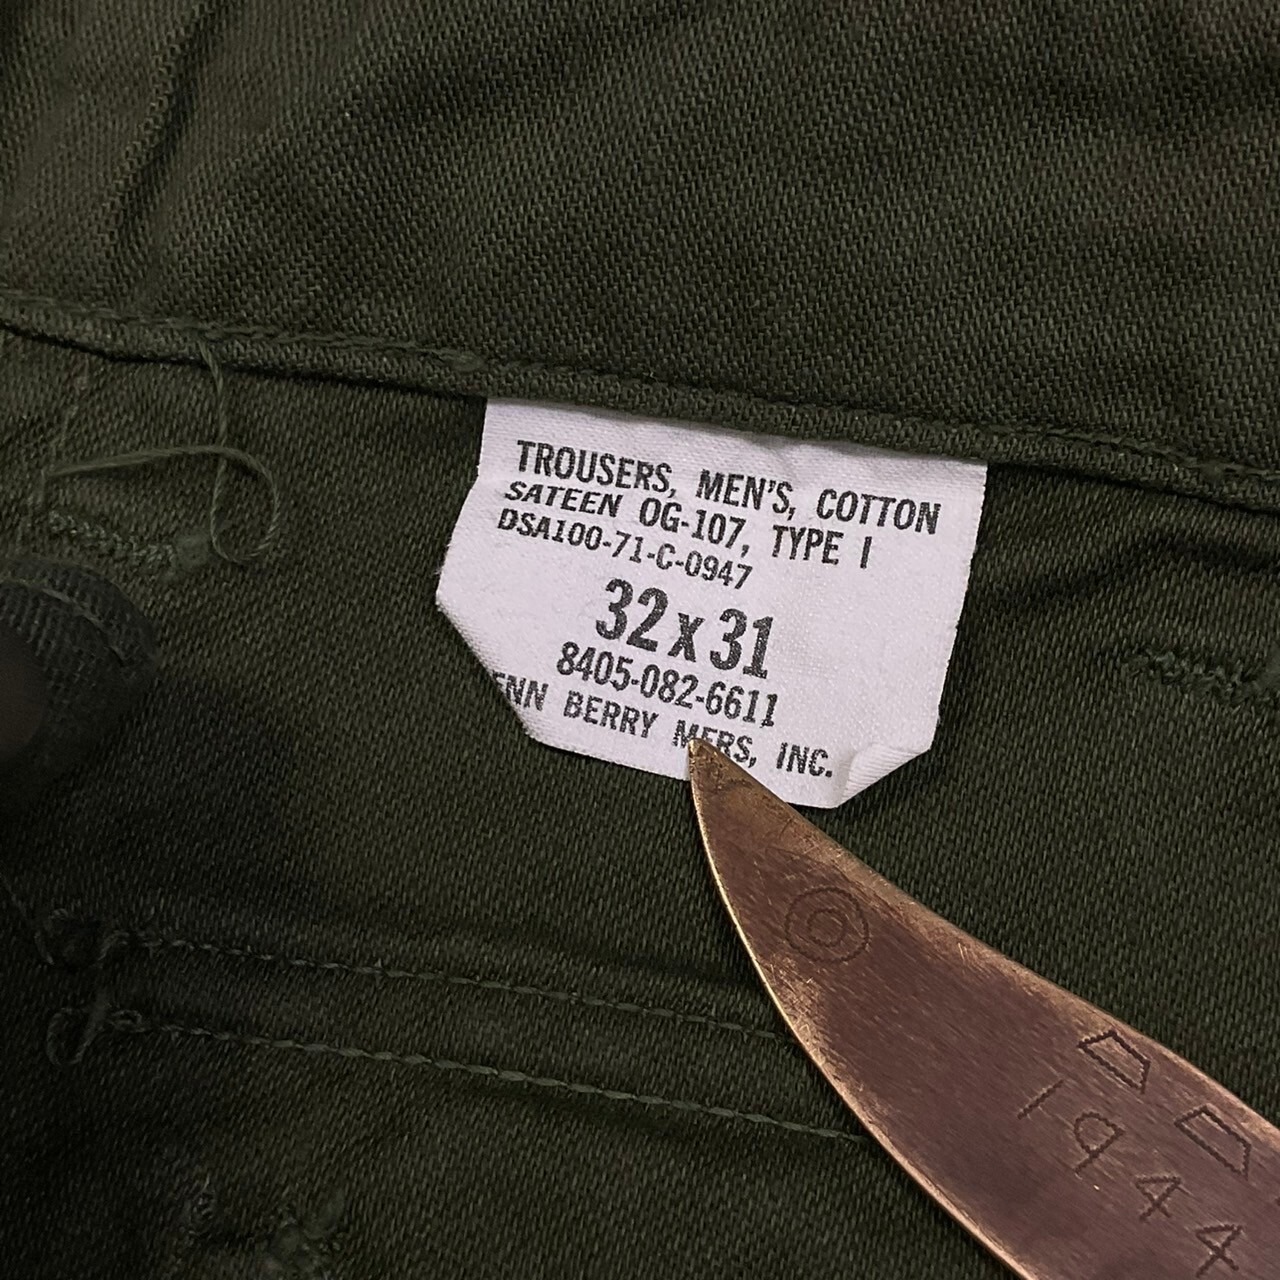 TROUSERS, MEN'S, COTTON
SATEEN OG-107, TYPE I
DSA100-71-C-0947
32 x 31
8405-082-6611
ENN BERRY MFRS, INC.
1944